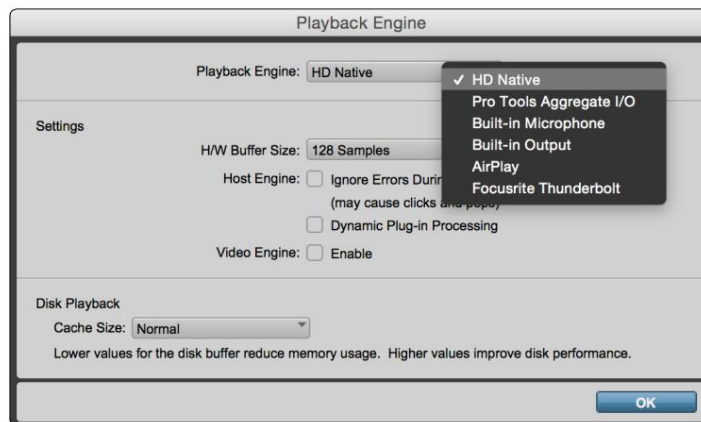 Playback Engine
Playback Engine: HD Native
✓ HD Native
Pro Tools Aggregate I/O
Built-in Microphone
Built-in Output
AirPlay
Focusrite Thunderbolt
Settings
H/W Buffer Size: 128 Samples
Host Engine: Ignore Errors
(may cause clicks and pops)
Dynamic Plug-in Processing
Video Engine: Enable
Disk Playback
Cache Size: Normal
Lower values for the disk buffer reduce memory usage. Higher values improve disk performance.
OK